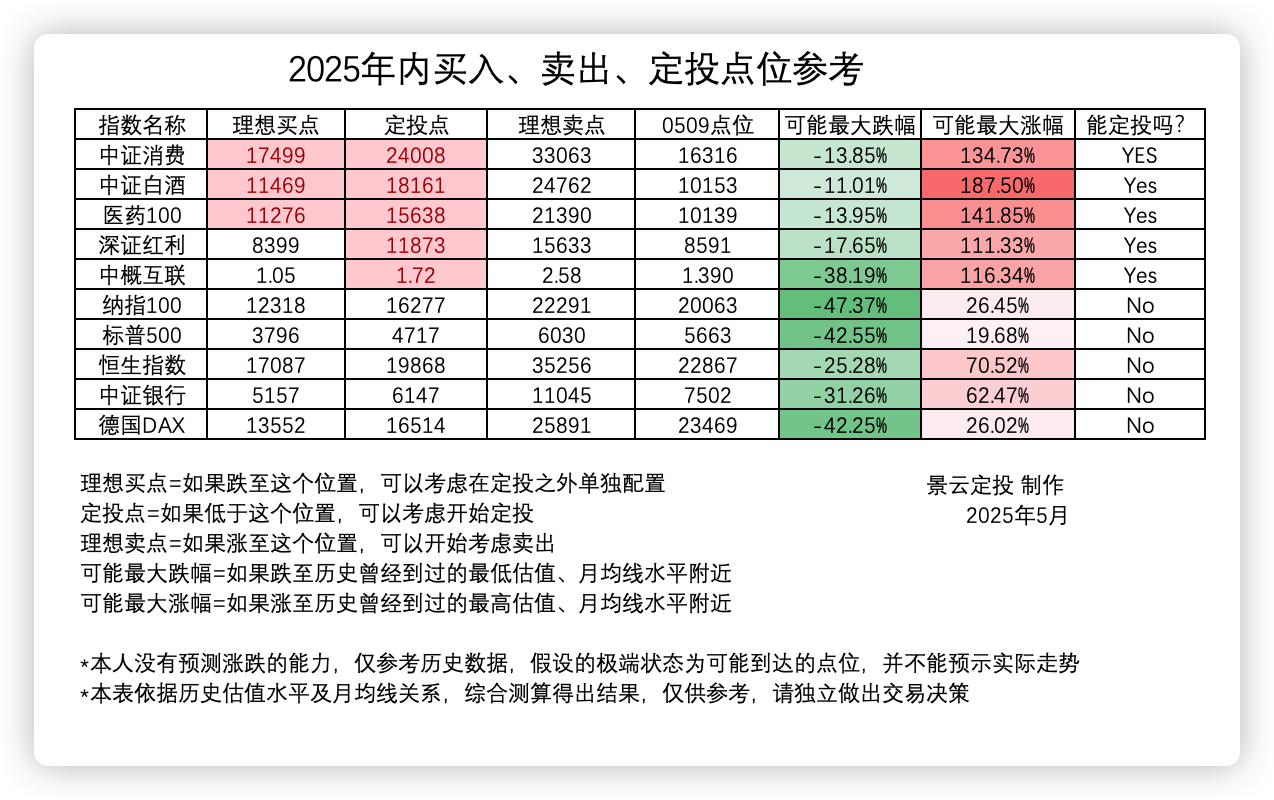 2025年内买入、卖出、定投点位参考
指数名称 理想买点 定投点 理想卖点 0509点位 可能最大跌幅 可能最大涨幅 能定投吗？
中证消费 17499 24008 33063 16316 -13.85% 134.73% YES
中证白酒 11469 18161 24762 10153 -11.01% 187.50% Yes
医药100 11276 15638 21390 10139 -13.95% 141.85% Yes
深证红利 8399 11873 15633 8591 -17.65% 111.33% Yes
中概互联 1.05 1.72 2.58 1.390 -38.19% 116.34% Yes
纳指100 12318 16277 22291 20063 -47.37% 26.45% No
标普500 3796 4717 6030 5663 -42.55% 19.68% No
恒生指数 17087 19868 35256 22867 -25.28% 70.52% No
中证银行 5157 6147 11045 7502 -31.26% 62.47% No
德国DAX 13552 16514 25891 23469 -42.25% 26.02% No
理想买点=如果跌至这个位置，可以考虑在定投之外单独配置
景云定投 制作
定投点=如果低于这个位置，可以考虑开始定投
2025年5月
理想卖点=如果涨至这个位置，可以开始考虑卖出
可能最大跌幅=如果跌至历史曾经到过的最低估值、月均线水平附近
可能最大涨幅=如果涨至历史曾经到过的最高估值、月均线水平附近
*本人没有预测涨跌的能力，仅参考历史数据，假设的极端状态为可能到达的点位，并不能预示实际走势
*本表依据历史估值水平及月均线关系，综合测算得出结果，仅供参考，请独立做出交易决策